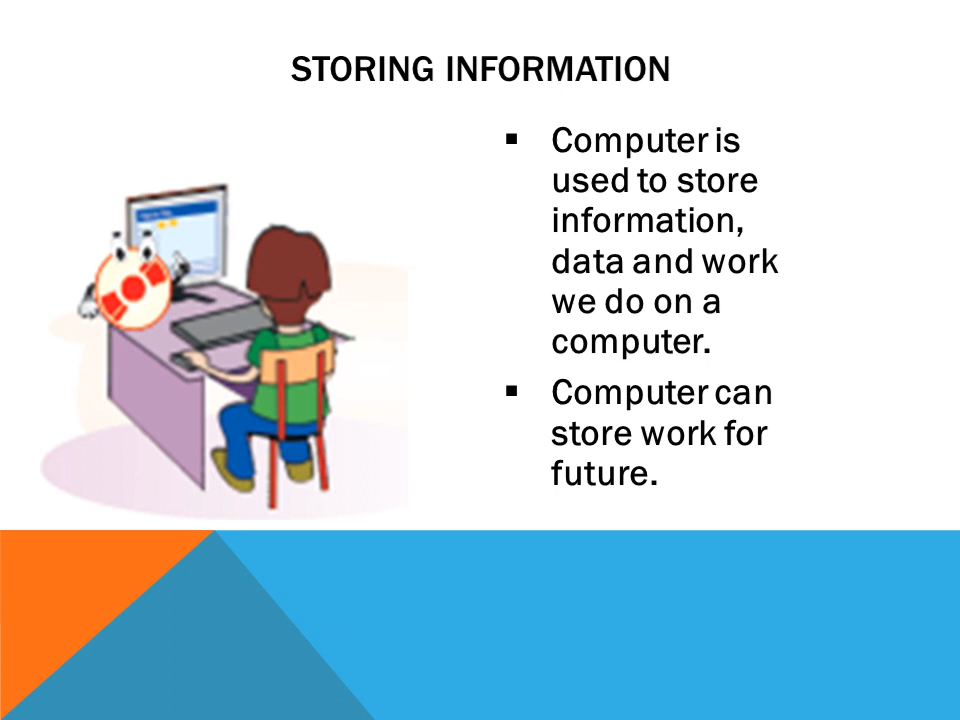 STORING INFORMATION
▪ Computer is
used to store
information,
data and work
we do on a
computer.
▪ Computer can
store work for
future.